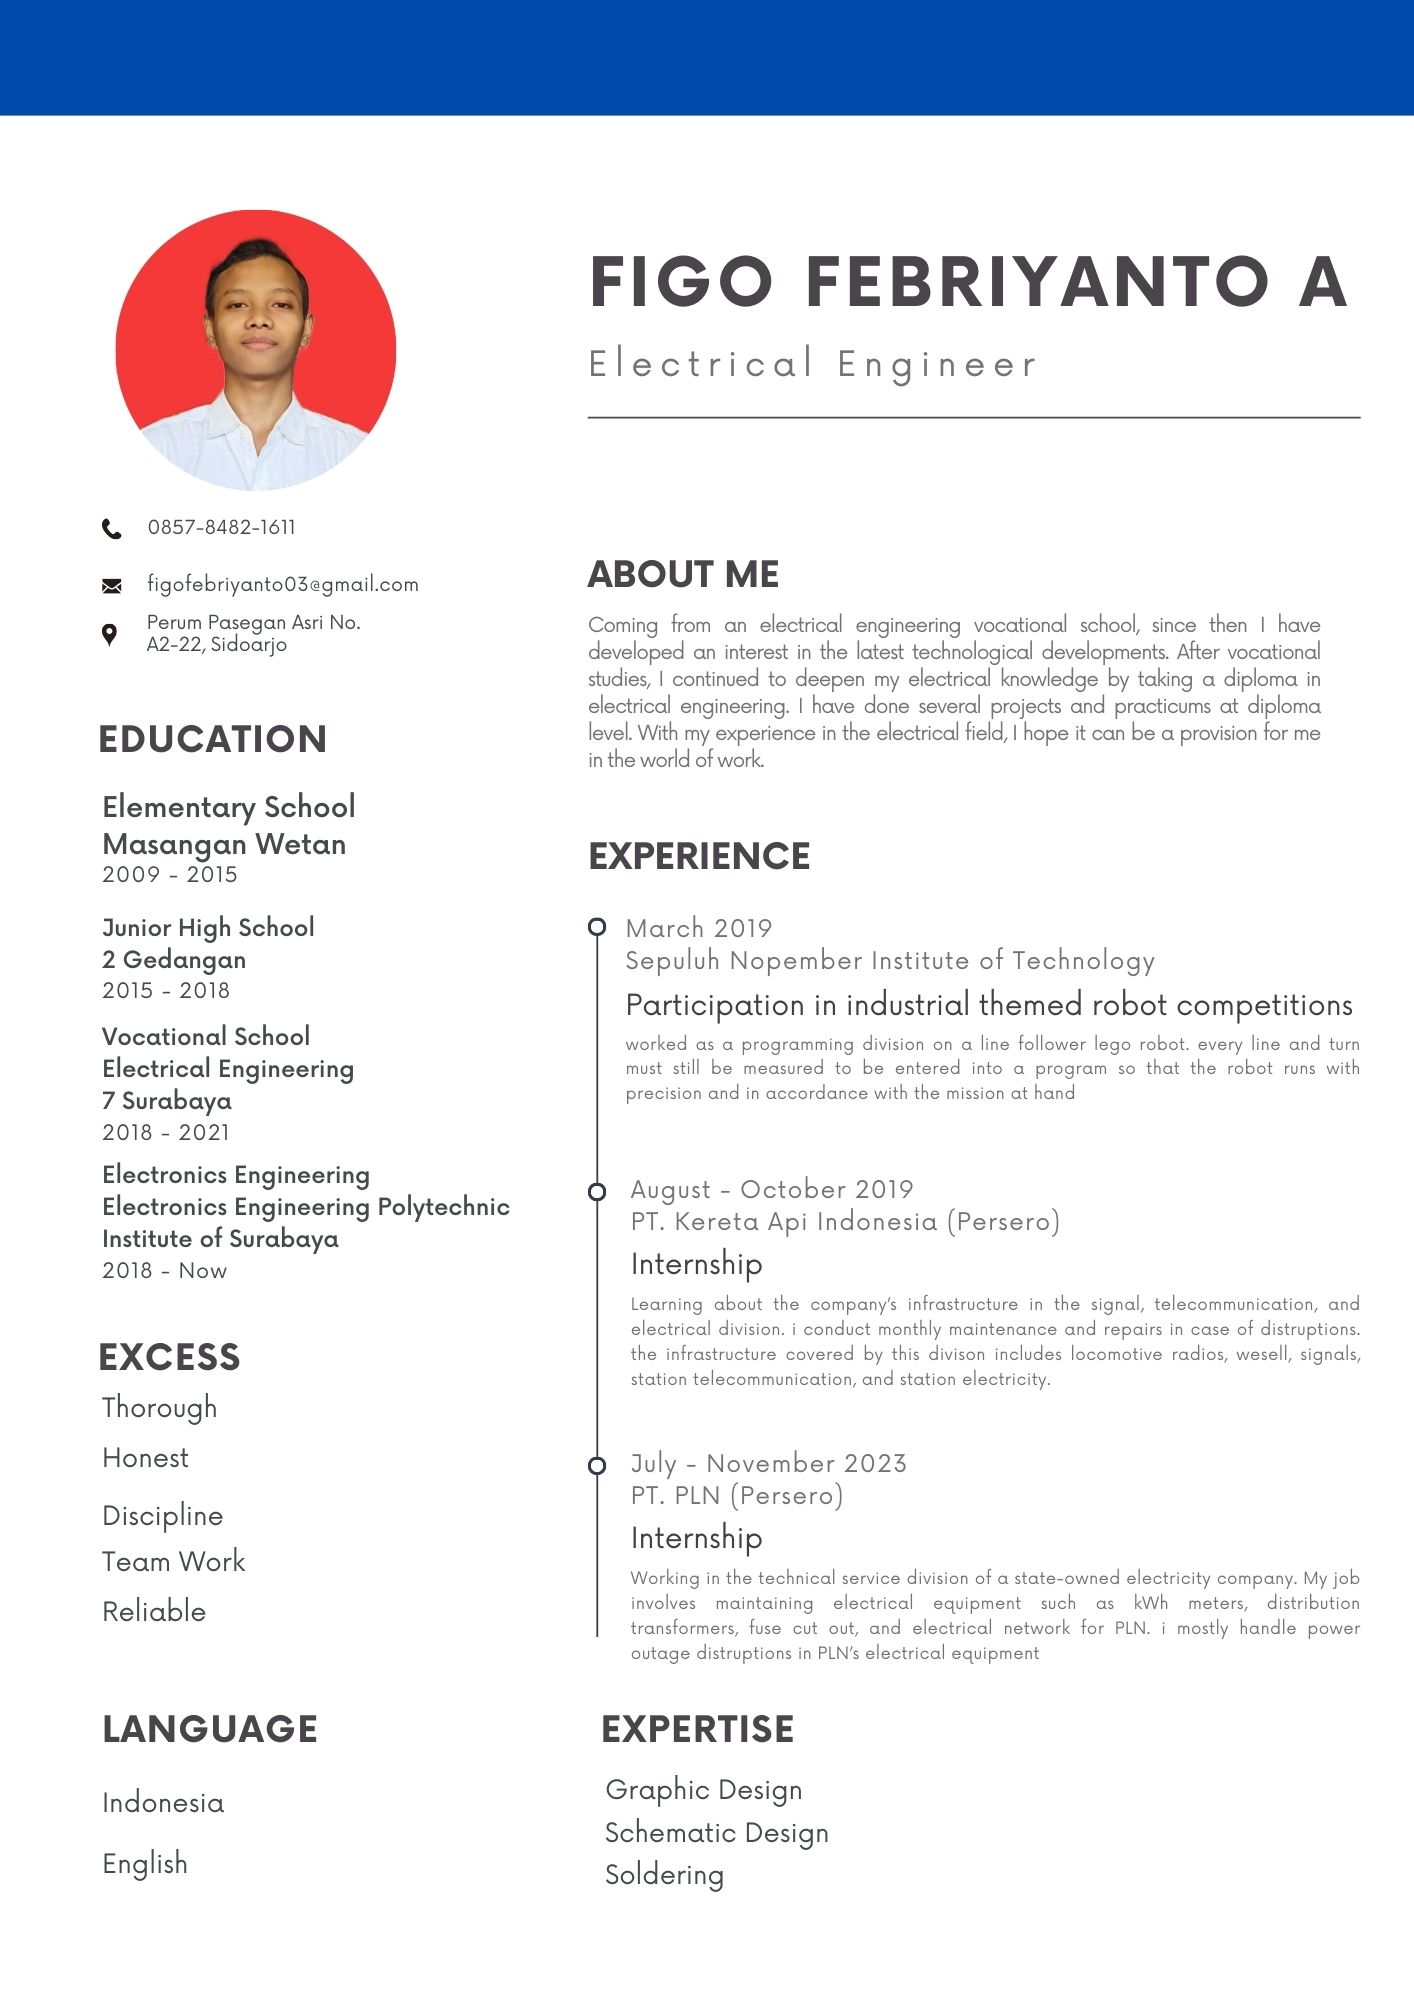 FIGO FEBRIYANTO A
Electrical Engineer
0857-8482-1611
figofebriyanto03@gmail.com
Perum Pasegan Asri No.
A2-22, Sidoarjo
EDUCATION
Elementary School
Masangan Wetan
2009 - 2015
Junior High School
2 Gedangan
2015 - 2018
Vocational School
Electrical Engineering
7 Surabaya
2018 - 2021
Electronics Engineering
Electronics Engineering Polytechnic
Institute of Surabaya
2018 - Now
EXCESS
Thorough
Honest
Discipline
Team Work
Reliable
LANGUAGE
Indonesia
English
ABOUT ME
Coming from an electrical engineering vocational school, since then I have
developed an interest in the latest technological developments. After vocational
studies, I continued to deepen my electrical knowledge by taking a diploma in
electrical engineering. I have done several projects and practicums at diploma
level. With my experience in the electrical field, I hope it can be a provision for me
in the world of work.
EXPERIENCE
March 2019
Sepuluh Nopember Institute of Technology
Participation in industrial themed robot competitions
worked as a programming division on a line follower lego robot. every line and turn
must still be measured to be entered into a program so that the robot runs with
precision and in accordance with the mission at hand
August - October 2019
PT. Kereta Api Indonesia (Persero)
Internship
Learning about the company's infrastructure in the signal, telecommunication, and
electrical division. i conduct monthly maintenance and repairs in case of distruptions.
the infrastructure covered by this divison includes locomotive radios, wesell, signals,
station telecommunication, and station electricity.
July - November 2023
PT. PLN (Persero)
Internship
Working in the technical service division of a state-owned electricity company. My job
involves maintaining electrical equipment such as kWh meters, distribution
transformers, fuse cut out, and electrical network for PLN. i mostly handle power
outage distruptions in PLN's electrical equipment
EXPERTISE
Graphic Design
Schematic Design
Soldering